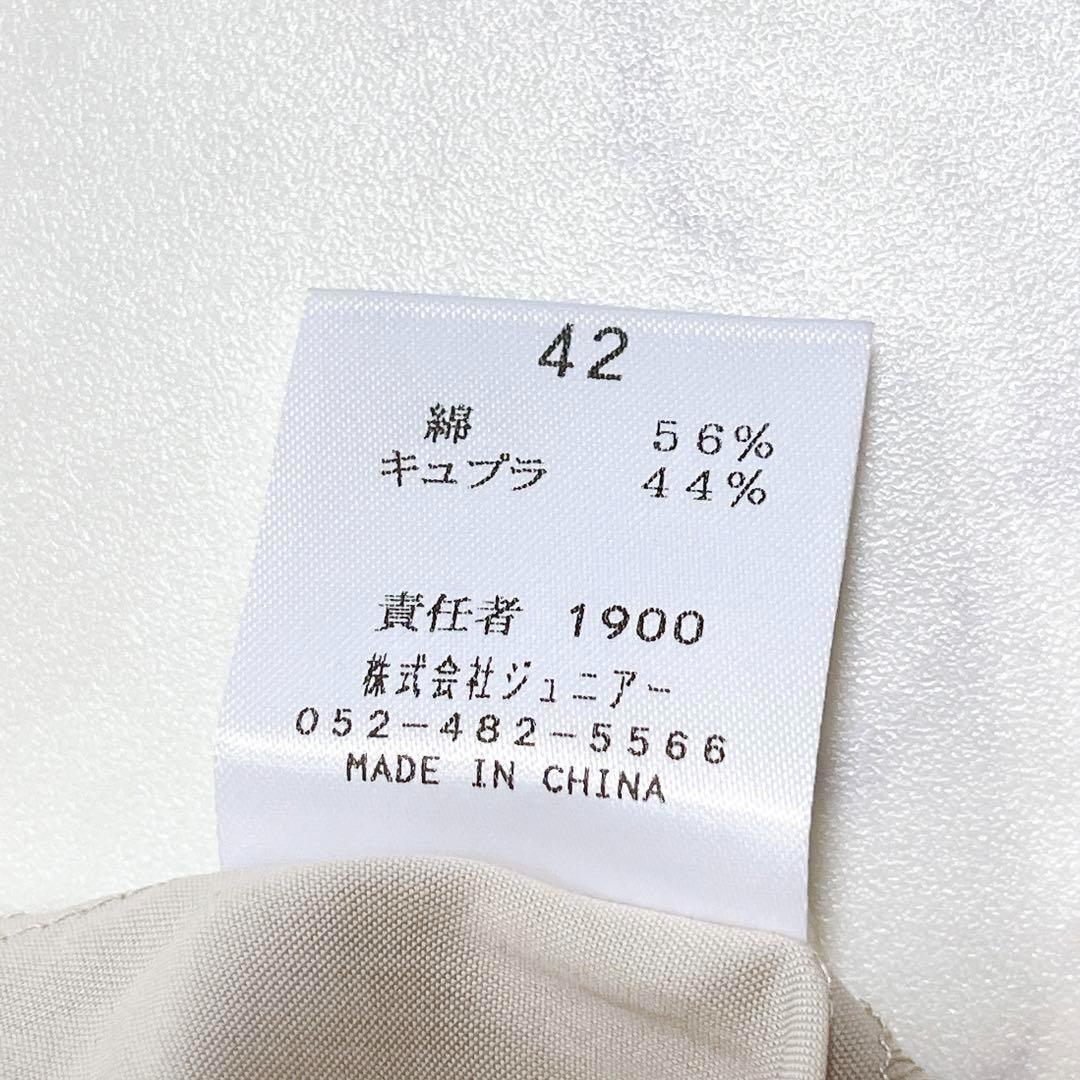 42
綿 56%
キュプラ 44%
責任者 1900
株式会社ジュニアー
052-482-5566
MADE IN CHINA